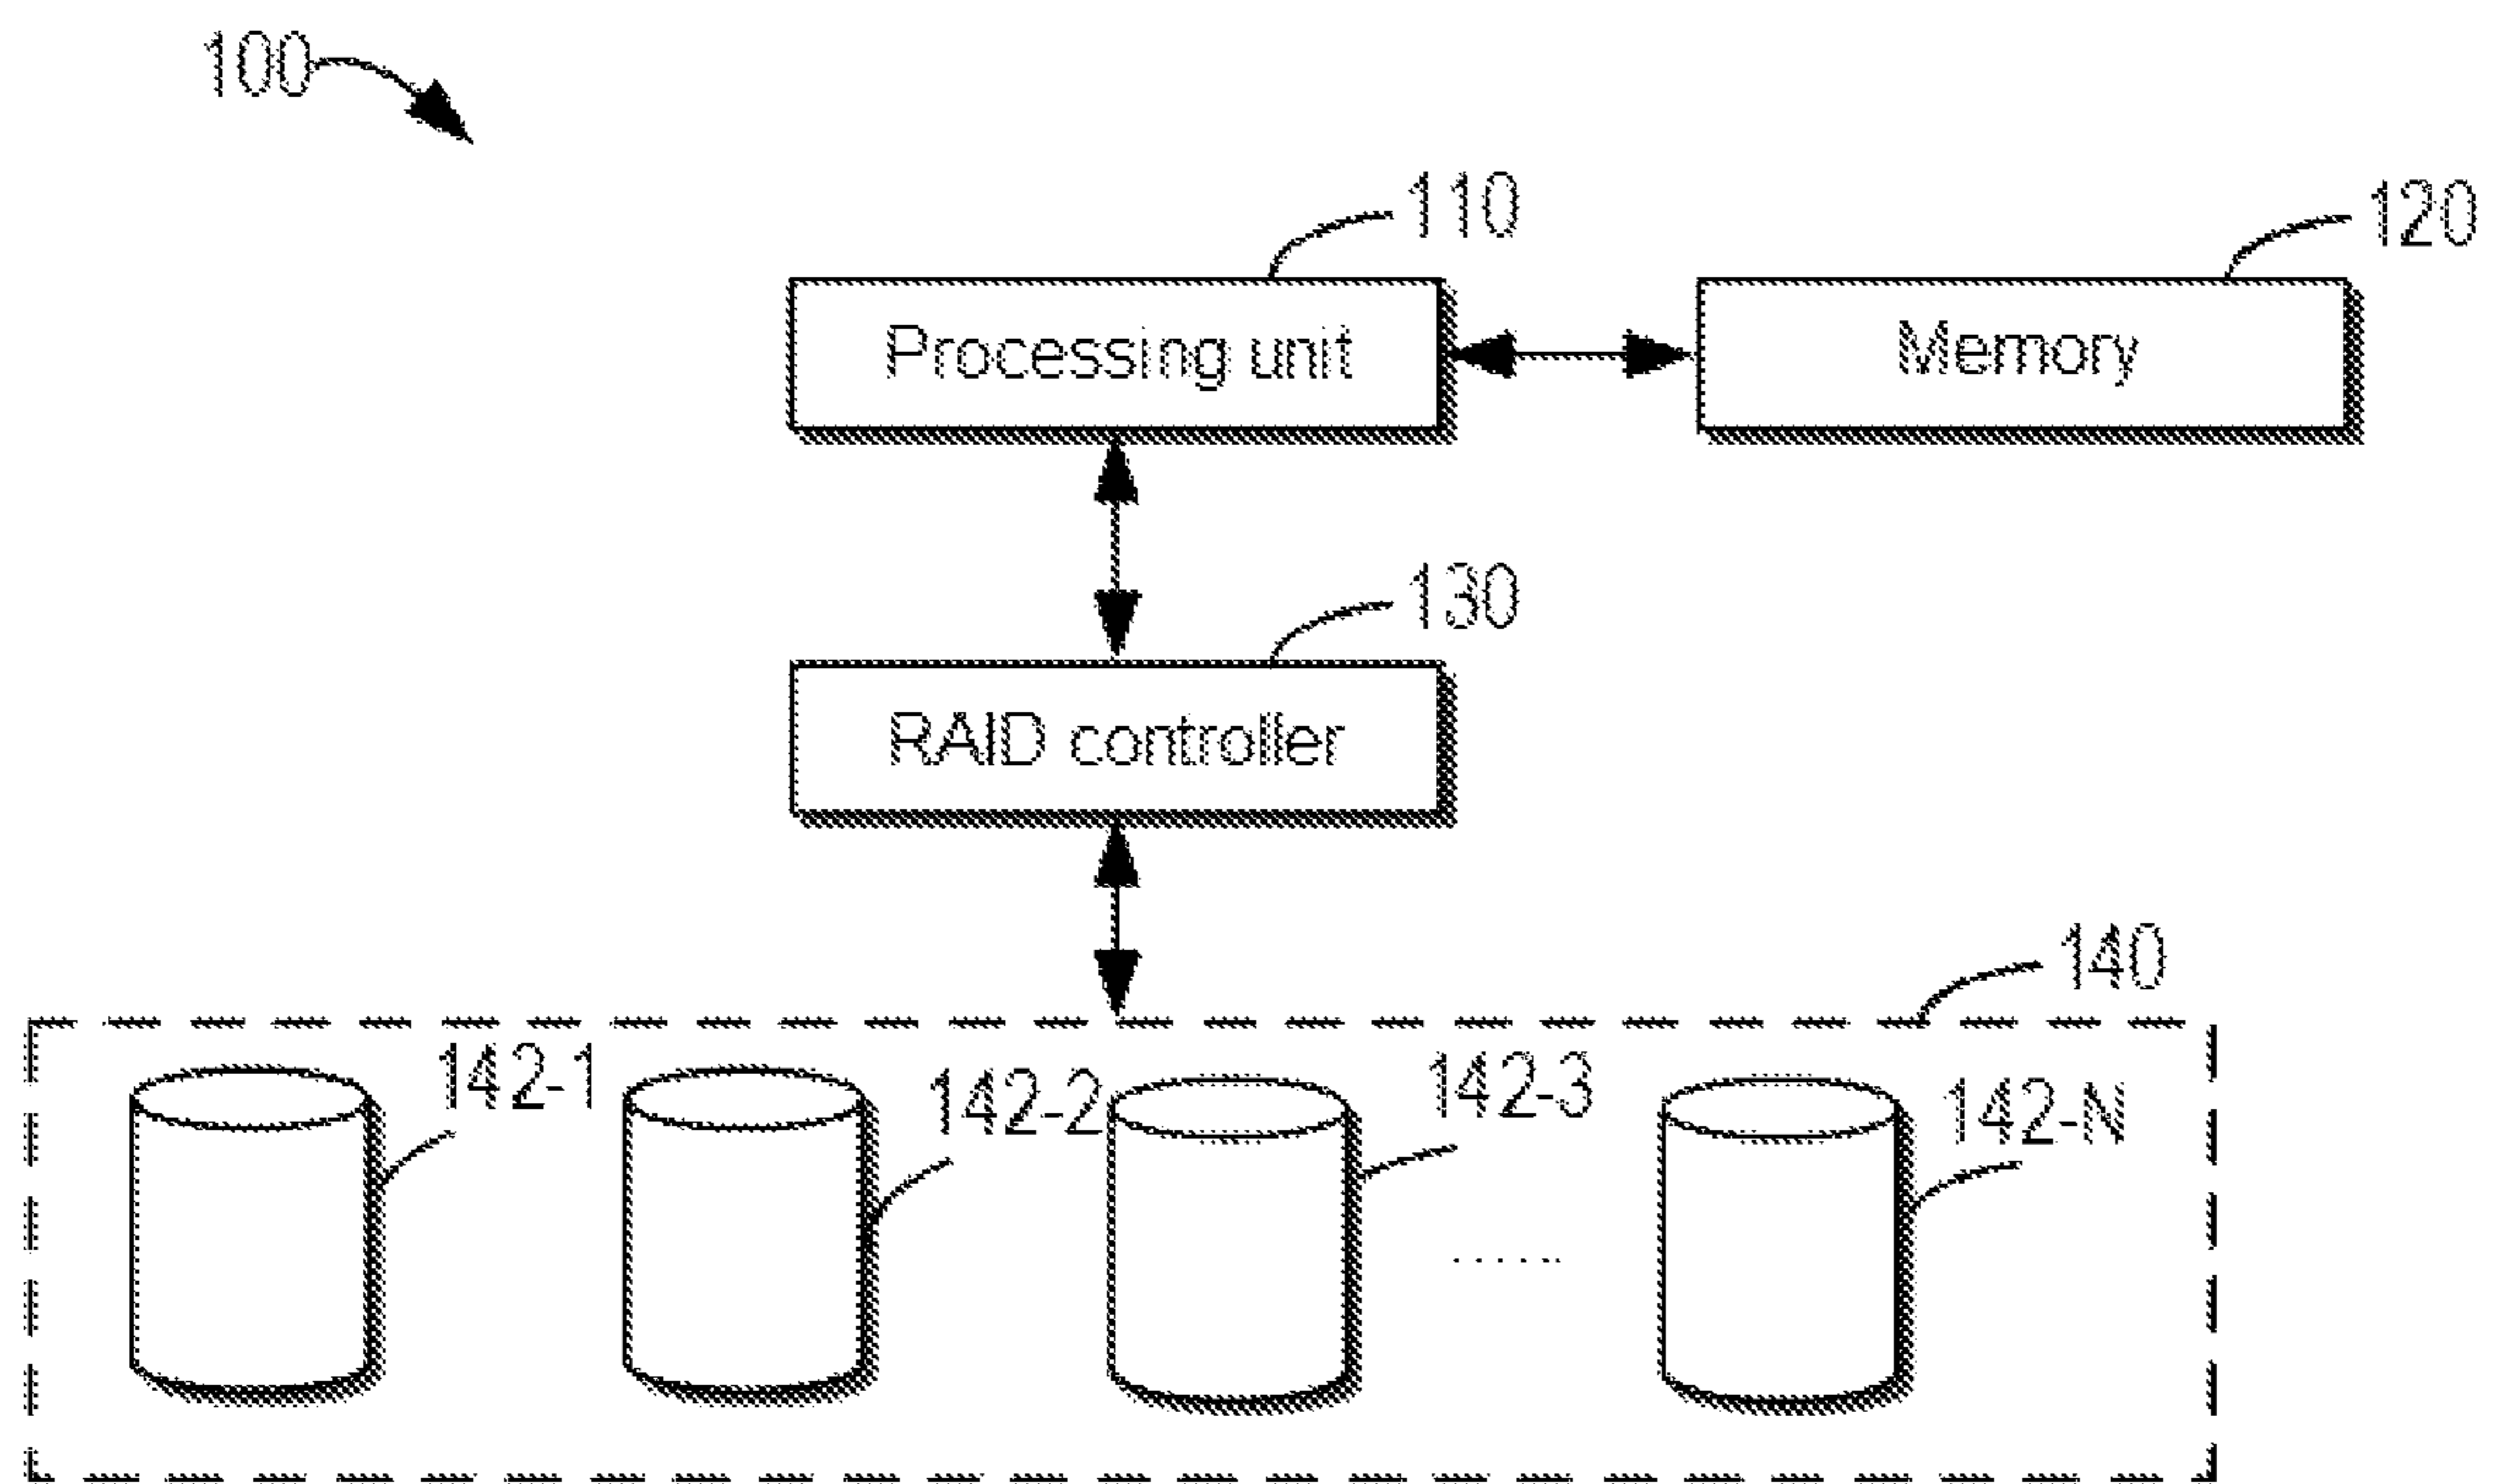 100
110
120
Processing unit
Memory
130
RAID controller
140
142-1
142-2
142-3
142-N
......